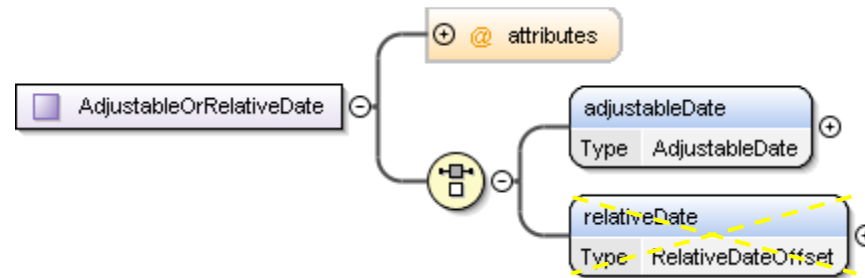 @ attributes
AdjustableOrRelativeDate
adjustableDate
Type AdjustableDate
relativeDate
Type RelativeDateOffset